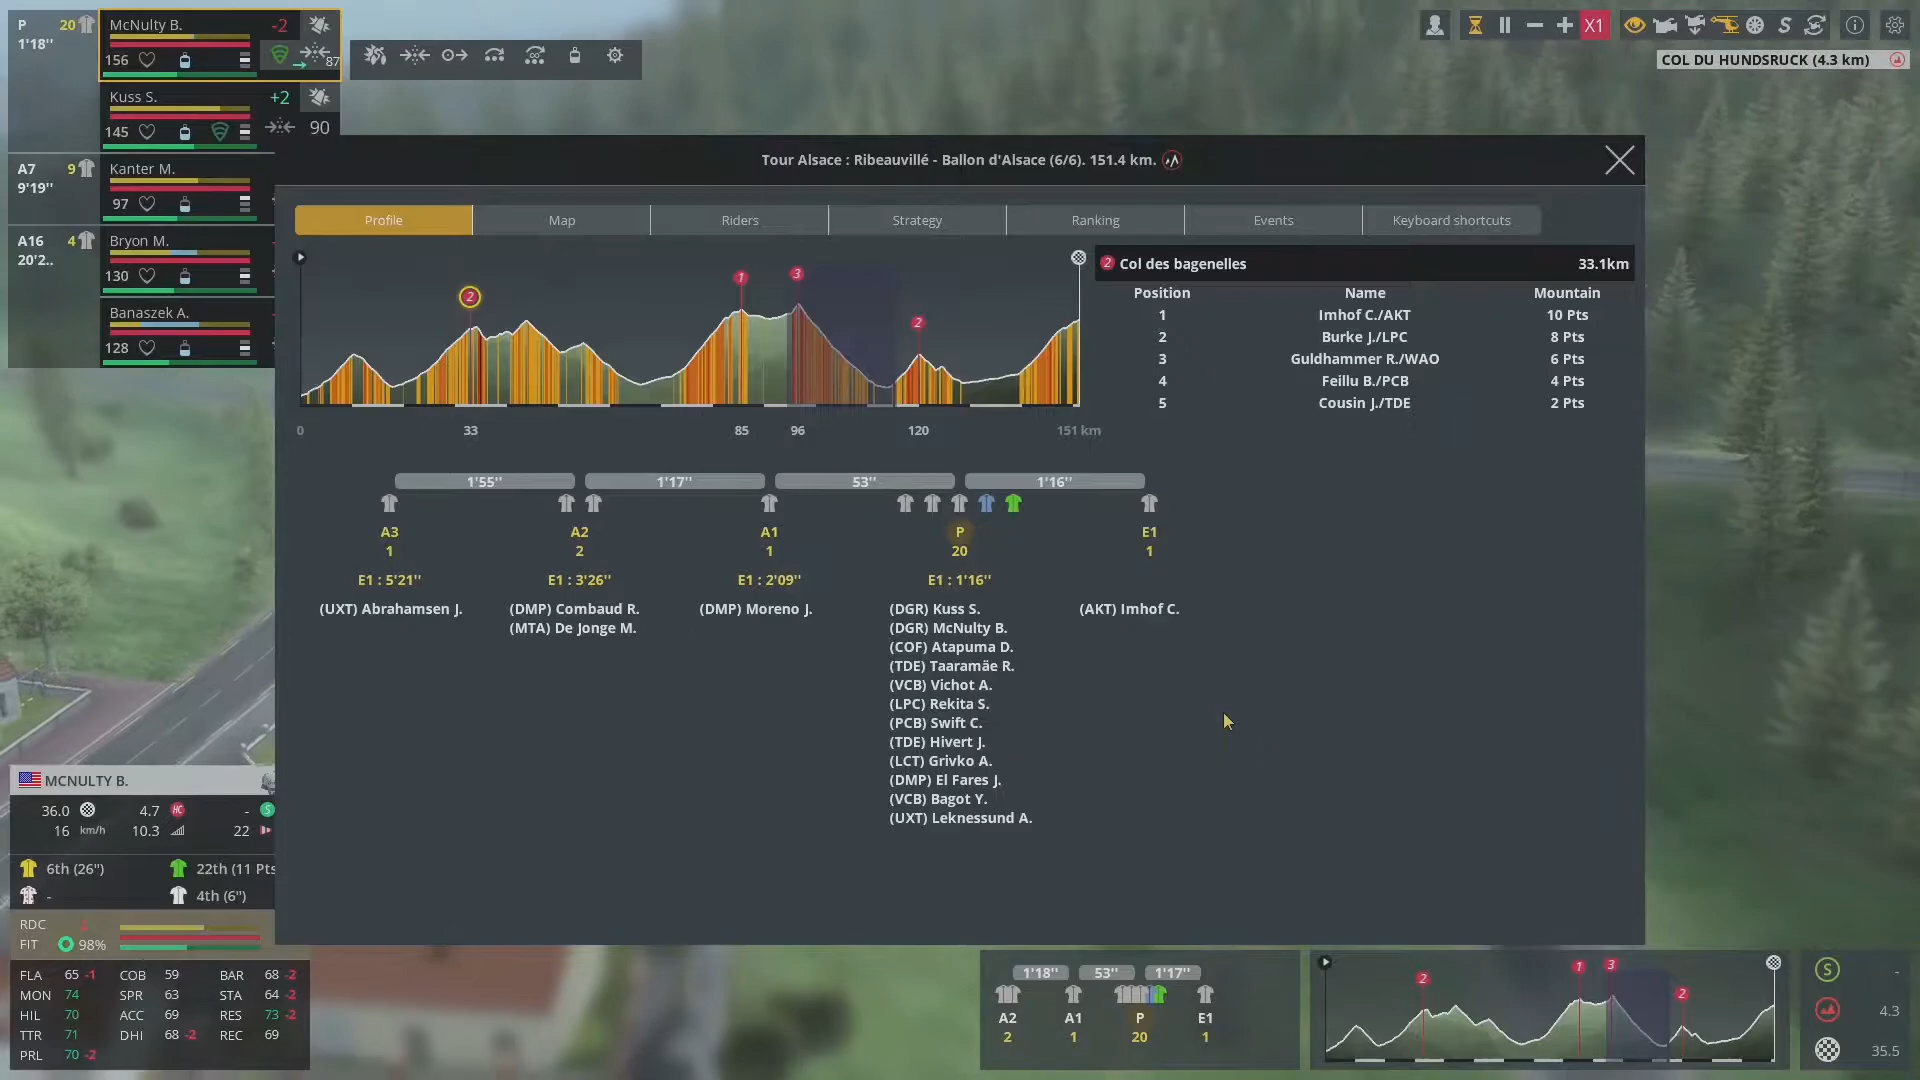 P 20 McNulty B. -2
1'18'' 156 87
Kuss S. +2
145 90
A7 9 Kanter M.
9'19'' 97
A16 4 Bryon M.
20'2.. 130
Banaszek A.
128
X1
COL DU HUNDSRUCK (4.3 km)
Tour Alsace : Ribeauvillé - Ballon d'Alsace (6/6). 151.4 km.
Profile Map Riders Strategy Ranking Events Keyboard shortcuts
2 1 3 2
0 33 85 96 120 151 km
2 Col des bagenelles 33.1km
Position Name Mountain
1 Imhof C./AKT 10 Pts
2 Burke J./LPC 8 Pts
3 Guldhammer R./WAO 6 Pts
4 Feillu B./PCB 4 Pts
5 Cousin J./TDE 2 Pts
1'55'' 1'17'' 53'' 1'16''
A3 A2 A1 P E1
1 2 1 20 1
E1 : 5'21'' E1 : 3'26'' E1 : 2'09'' E1 : 1'16''
(UXT) Abrahamsen J. (DMP) Combaud R. (DMP) Moreno J. (DGR) Kuss S. (AKT) Imhof C.
(MTA) De Jonge M. (DGR) McNulty B.
(COF) Atapuma D.
(TDE) Taaramäe R.
(VCB) Vichot A.
(LPC) Rekita S.
(PCB) Swift C.
(TDE) Hivert J.
(LCT) Grivko A.
(DMP) El Fares J.
(VCB) Bagot Y.
(UXT) Leknessund A.
MCNULTY B.
36.0 4.7 HC - S
16 km/h 10.3 22
6th (26'') 22th (11 Pts
- 4th (6'')
RDC
FIT 98%
FLA 65 -1 COB 59 BAR 68 -2
MON 74 SPR 63 STA 64 -2
HIL 70 ACC 69 RES 73 -2
TTR 71 DHI 68 -2 REC 69
PRL 70 -2
1'18'' 53'' 1'17''
A2 A1 P E1
2 1 20 1
2 1 3 2
S -
4.3
35.5